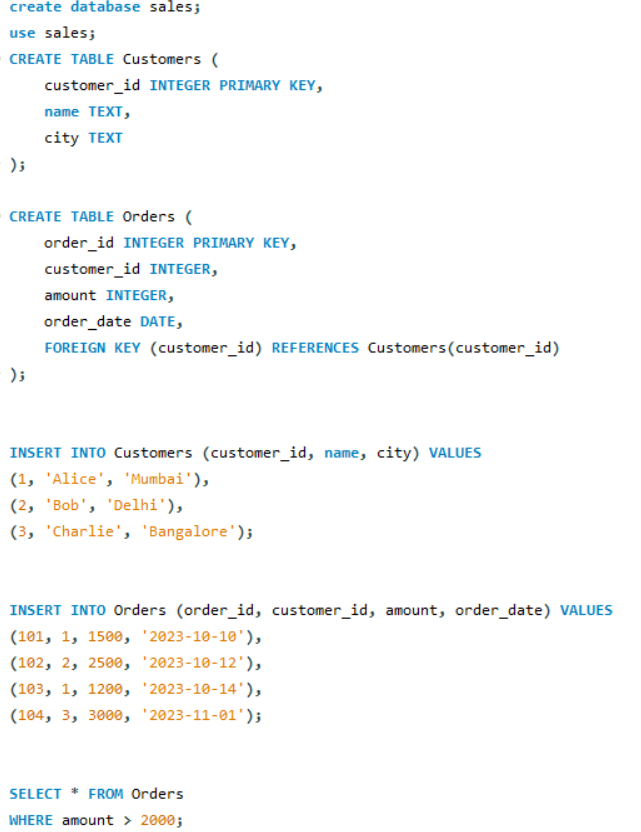 create database sales;
use sales;
CREATE TABLE Customers (
    customer_id INTEGER PRIMARY KEY,
    name TEXT,
    city TEXT
);
CREATE TABLE Orders (
    order_id INTEGER PRIMARY KEY,
    customer_id INTEGER,
    amount INTEGER,
    order_date DATE,
    FOREIGN KEY (customer_id) REFERENCES Customers(customer_id)
);
INSERT INTO Customers (customer_id, name, city) VALUES
(1, 'Alice', 'Mumbai'),
(2, 'Bob', 'Delhi'),
(3, 'Charlie', 'Bangalore');
INSERT INTO Orders (order_id, customer_id, amount, order_date) VALUES
(101, 1, 1500, '2023-10-10'),
(102, 2, 2500, '2023-10-12'),
(103, 1, 1200, '2023-10-14'),
(104, 3, 3000, '2023-11-01');
SELECT * FROM Orders
WHERE amount > 2000;